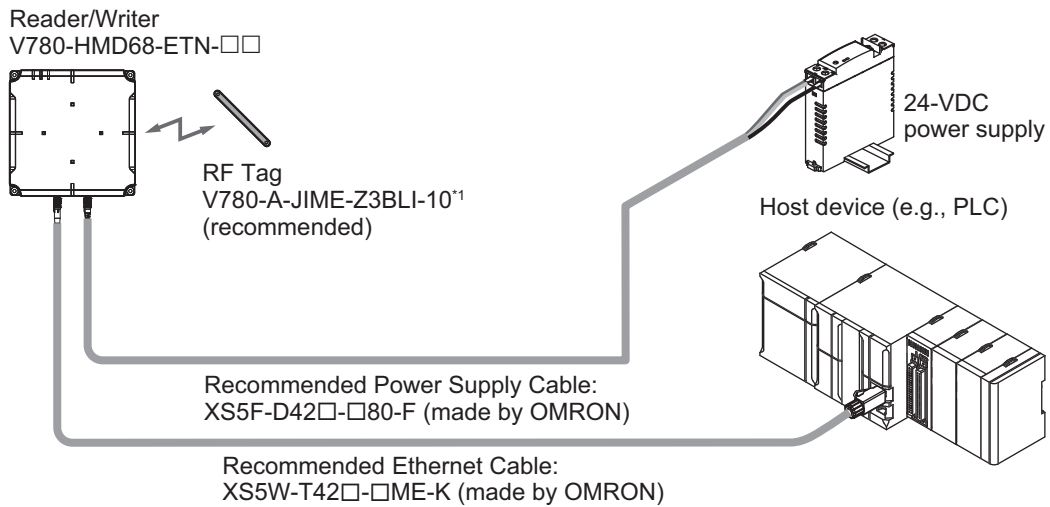 Reader/Writer
V780-HMD68-ETN-□□
RF Tag
V780-A-JIME-Z3BLI-10*1
(recommended)
24-VDC
power supply
Host device (e.g., PLC)
Recommended Power Supply Cable:
XS5F-D42□-□80-F (made by OMRON)
Recommended Ethernet Cable:
XS5W-T42□-□ME-K (made by OMRON)